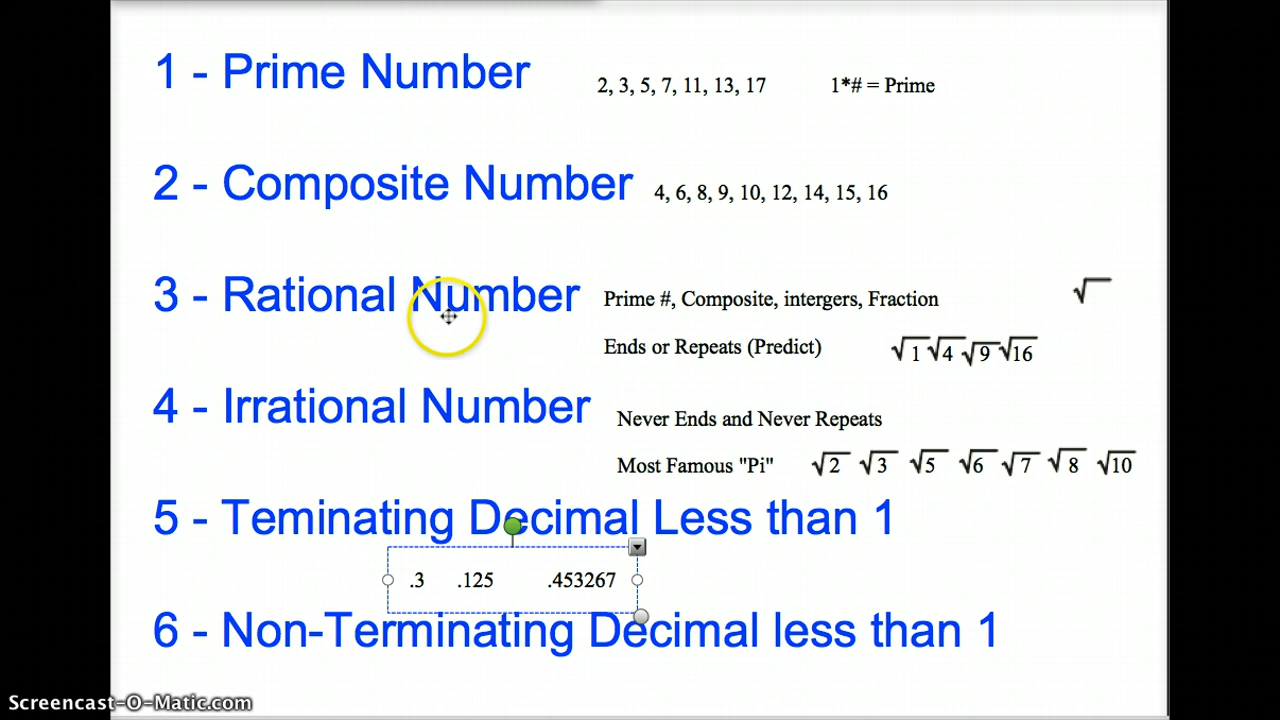 1 - Prime Number 2, 3, 5, 7, 11, 13, 17 1*# = Prime
2 - Composite Number 4, 6, 8, 9, 10, 12, 14, 15, 16
3 - Rational Number Prime #, Composite, intergers, Fraction √
Ends or Repeats (Predict) √1 √4 √9 √16
4 - Irrational Number Never Ends and Never Repeats
Most Famous "Pi" √2 √3 √5 √6 √7 √8 √10
5 - Teminating Decimal Less than 1
.3 .125 .453267
6 - Non-Terminating Decimal less than 1
Screencast-O-Matic.com